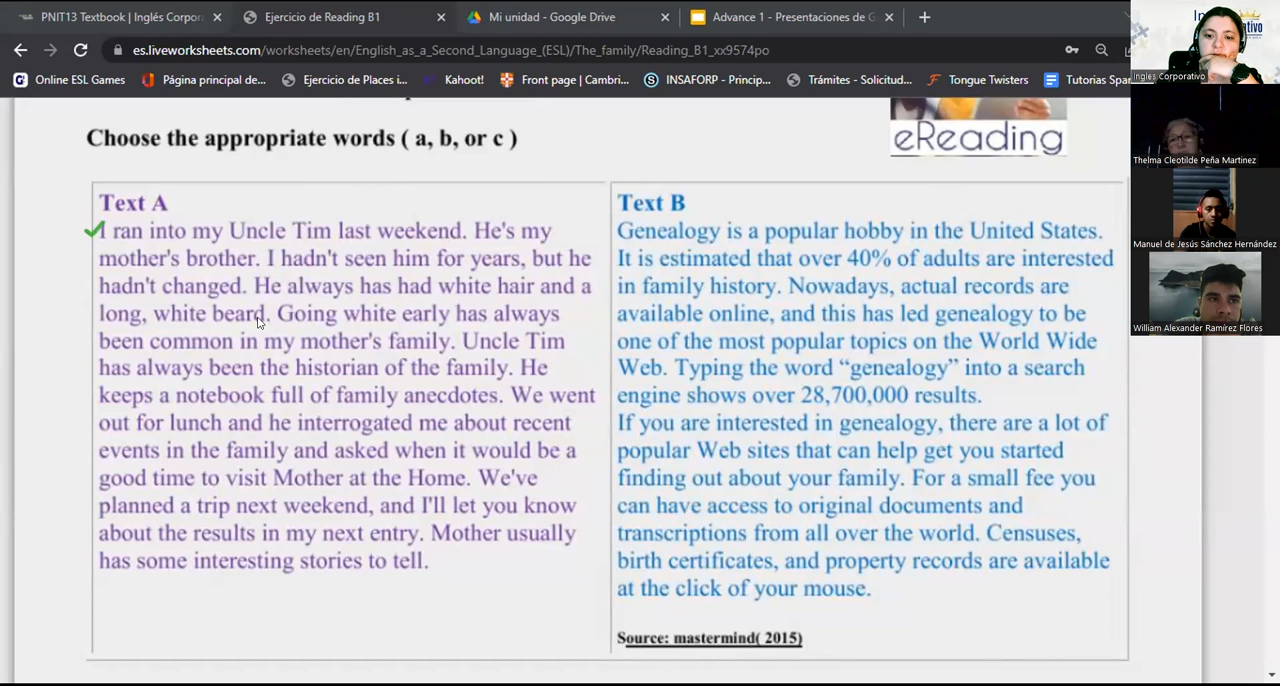 PNIT13 Textbook | Inglés Corpor
Ejercicio de Reading B1
Mi unidad - Google Drive
Advance 1 - Presentaciones de G
es.liveworksheets.com/worksheets/en/English_as_a_Second_Language_(ESL)/The_family/Reading_B1_xx9574po
Online ESL Games
Página principal de...
Ejercicio de Places i...
Kahoot!
Front page | Cambri...
INSAFORP - Princip...
Trámites - Solicitud...
Tongue Twisters
Tutorias Span
Ingles Corporativo
Thelma Cleotilde Peña Martinez
Manuel de Jesús Sánchez Hernández
William Alexander Ramírez Flores
Choose the appropriate words ( a, b, or c )
eReading
Text A
I ran into my Uncle Tim last weekend. He's my
mother's brother. I hadn't seen him for years, but he
hadn't changed. He always has had white hair and a
long, white beard. Going white early has always
been common in my mother's family. Uncle Tim
has always been the historian of the family. He
keeps a notebook full of family anecdotes. We went
out for lunch and he interrogated me about recent
events in the family and asked when it would be a
good time to visit Mother at the Home. We've
planned a trip next weekend, and I'll let you know
about the results in my next entry. Mother usually
has some interesting stories to tell.
Text B
Genealogy is a popular hobby in the United States.
It is estimated that over 40% of adults are interested
in family history. Nowadays, actual records are
available online, and this has led genealogy to be
one of the most popular topics on the World Wide
Web. Typing the word “genealogy” into a search
engine shows over 28,700,000 results.
If you are interested in genealogy, there are a lot of
popular Web sites that can help get you started
finding out about your family. For a small fee you
can have access to original documents and
transcriptions from all over the world. Censuses,
birth certificates, and property records are available
at the click of your mouse.
Source: mastermind( 2015)